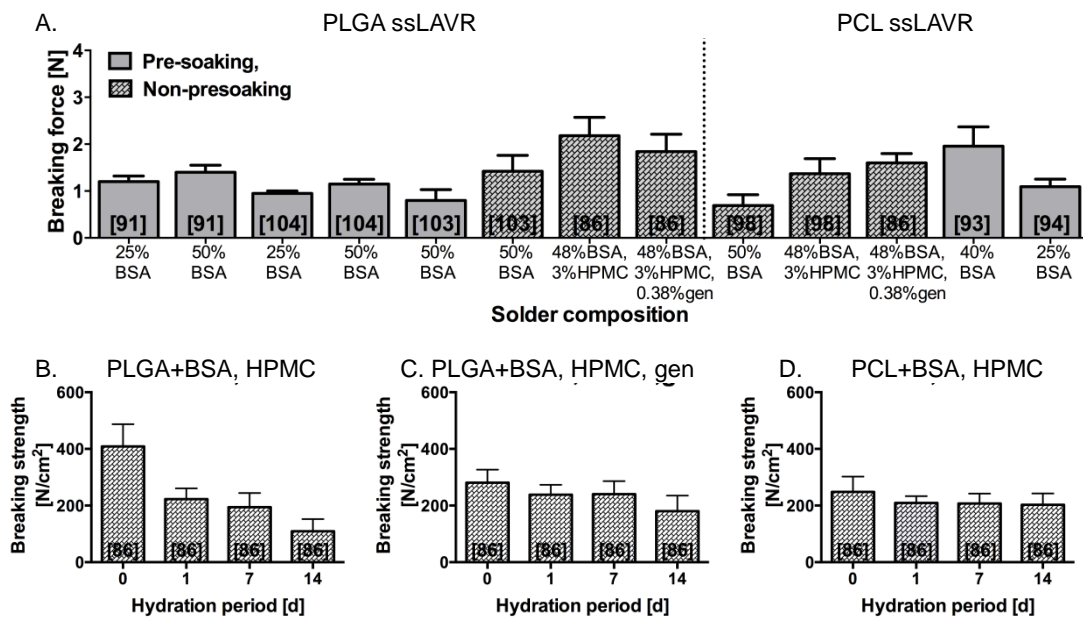 A.
PLGA ssLAVR
PCL ssLAVR
Breaking force [N]
4
3
2
1
0
Pre-soaking,
Non-presoaking
[91]
[91]
[104]
[104]
[103]
[103]
[86]
[86]
[98]
[98]
[86]
[93]
[94]
25%
BSA
50%
BSA
25%
BSA
50%
BSA
50%
BSA
50%
BSA
48%BSA,
3%HPMC
48%BSA,
3%HPMC,
0.38%gen
50%
BSA
48%BSA,
3%HPMC
48%BSA,
3%HPMC,
0.38%gen
40%
BSA
25%
BSA
Solder composition
B.
PLGA+BSA, HPMC
Breaking strength
[N/cm²]
600
400
200
0
[86]
[86]
[86]
[86]
0
1
7
14
Hydration period [d]
C. PLGA+BSA, HPMC, gen
Breaking strength
[N/cm²]
600
400
200
0
[86]
[86]
[86]
[86]
0
1
7
14
Hydration period [d]
D.
PCL+BSA, HPMC
Breaking strength
[N/cm²]
600
400
200
0
[86]
[86]
[86]
[86]
0
1
7
14
Hydration period [d]